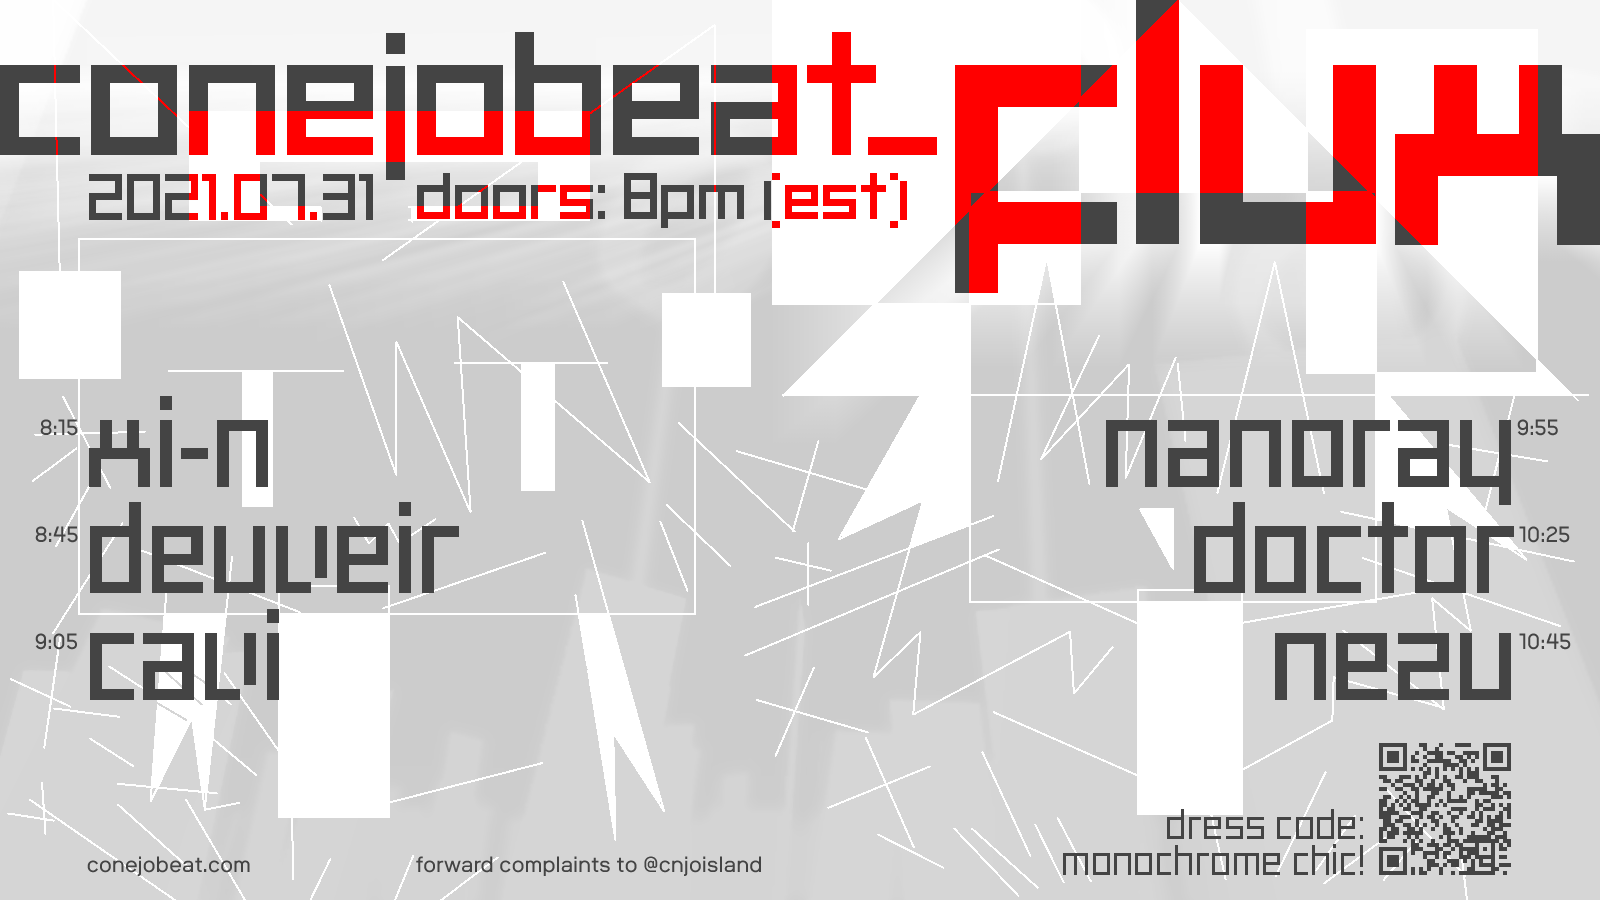 conejobeat_flux
2021.07.31 doors: 8pm (est)
8:15 xi-n
8:45 deuveir
9:05 cavi
nanoray 9:55
doctor 10:25
nezu 10:45
dress code:
monochrome chic!
conejobeat.com
forward complaints to @cnjoisland